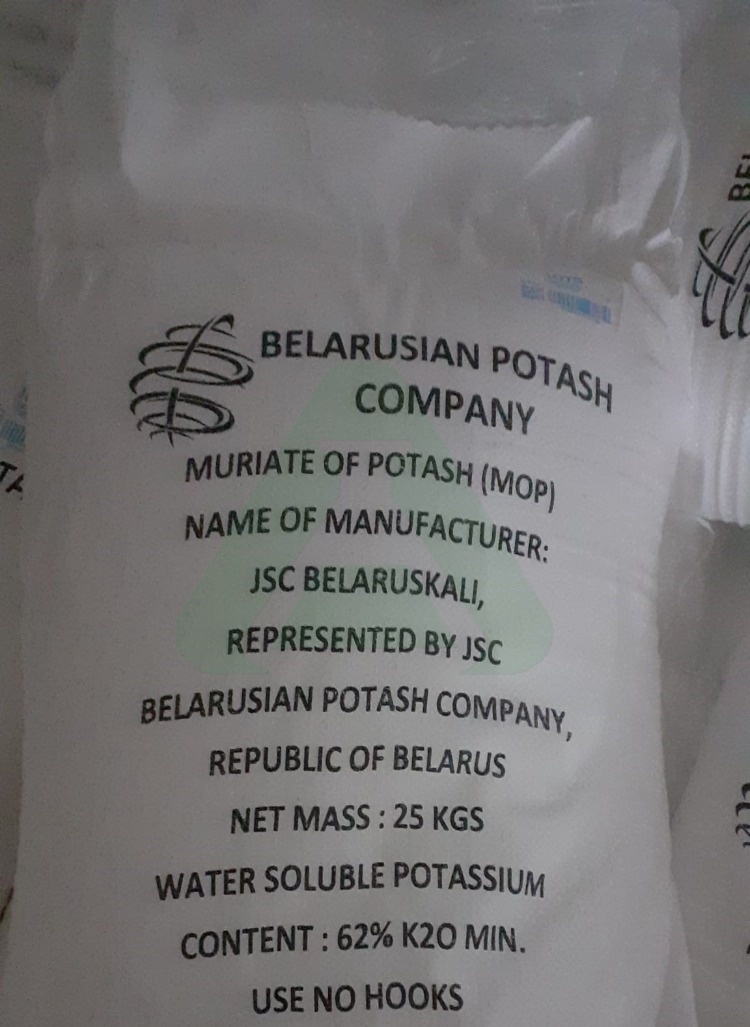 BELARUSIAN POTASH
COMPANY
MURIATE OF POTASH (MOP)
NAME OF MANUFACTURER:
JSC BELARUSKALI,
REPRESENTED BY JSC
BELARUSIAN POTASH COMPANY,
REPUBLIC OF BELARUS
NET MASS : 25 KGS
WATER SOLUBLE POTASSIUM
CONTENT : 62% K2O MIN.
USE NO HOOKS